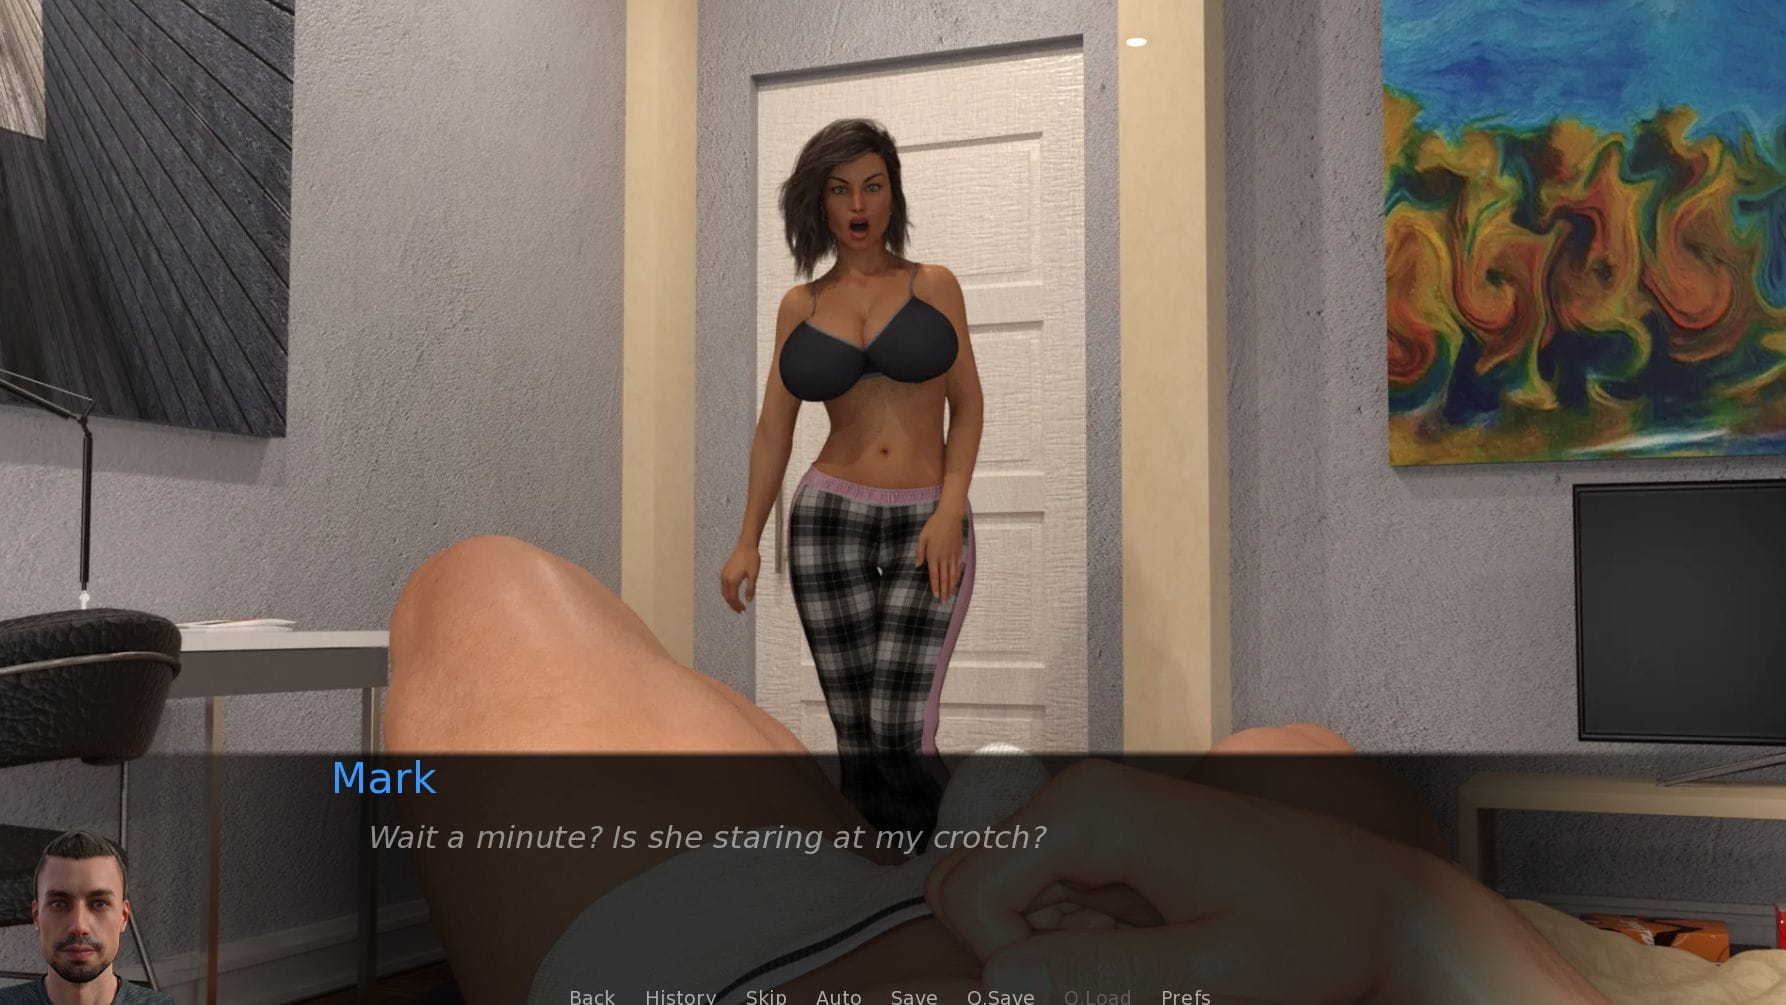 Mark
Wait a minute? Is she staring at my crotch?
Back History Skip Auto Save Q.Save Q.Load Prefs